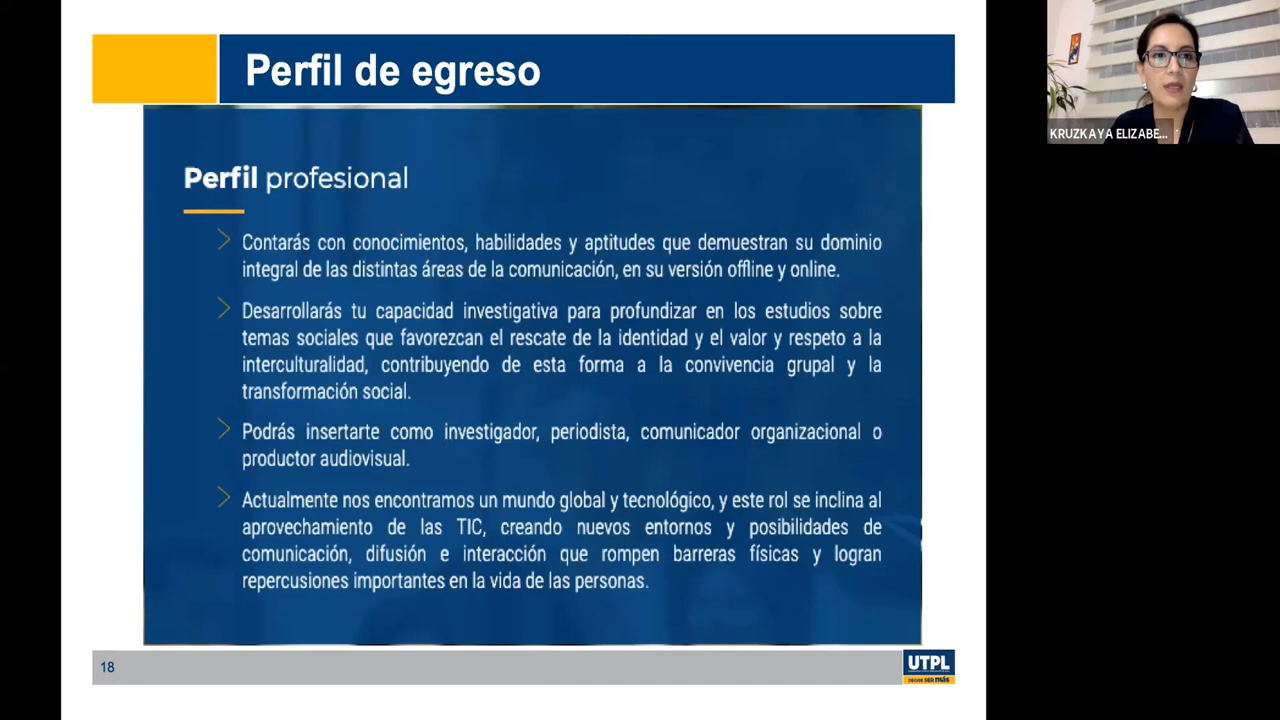 Perfil de egreso
KRUZKAYA ELIZABE...
Perfil profesional
Contarás con conocimientos, habilidades y aptitudes que demuestran su dominio
integral de las distintas áreas de la comunicación, en su versión offline y online.
Desarrollarás tu capacidad investigativa para profundizar en los estudios sobre
temas sociales que favorezcan el rescate de la identidad y el valor y respeto a la
interculturalidad, contribuyendo de esta forma a la convivencia grupal y la
transformación social.
Podrás insertarte como investigador, periodista, comunicador organizacional o
productor audiovisual.
Actualmente nos encontramos un mundo global y tecnológico, y este rol se inclina al
aprovechamiento de las TIC, creando nuevos entornos y posibilidades de
comunicación, difusión e interacción que rompen barreras físicas y logran
repercusiones importantes en la vida de las personas.
18
UTPL
DECIDE SER MÁS